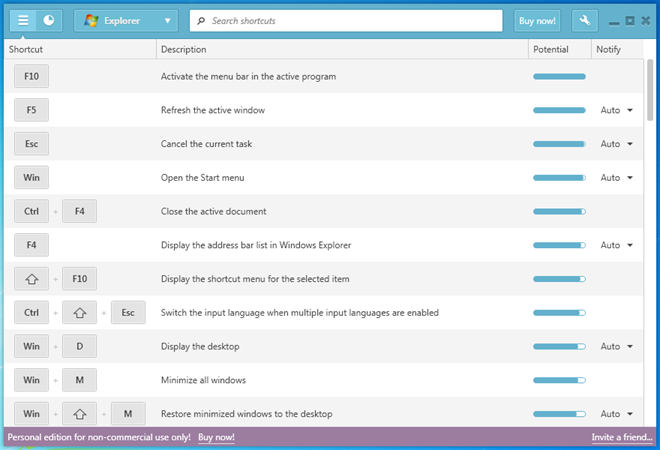 Explorer Search shortcuts Buy now!
Shortcut Description Potential Notify
F10 Activate the menu bar in the active program
F5 Refresh the active window Auto
Esc Cancel the current task Auto
Win Open the Start menu Auto
Ctrl + F4 Close the active document
F4 Display the address bar list in Windows Explorer Auto
+ F10 Display the shortcut menu for the selected item
Ctrl + + Esc Switch the input language when multiple input languages are enabled
Win + D Display the desktop Auto
Win + M Minimize all windows
Win + + M Restore minimized windows to the desktop Auto
Personal edition for non-commercial use only! Buy now! Invite a friend...